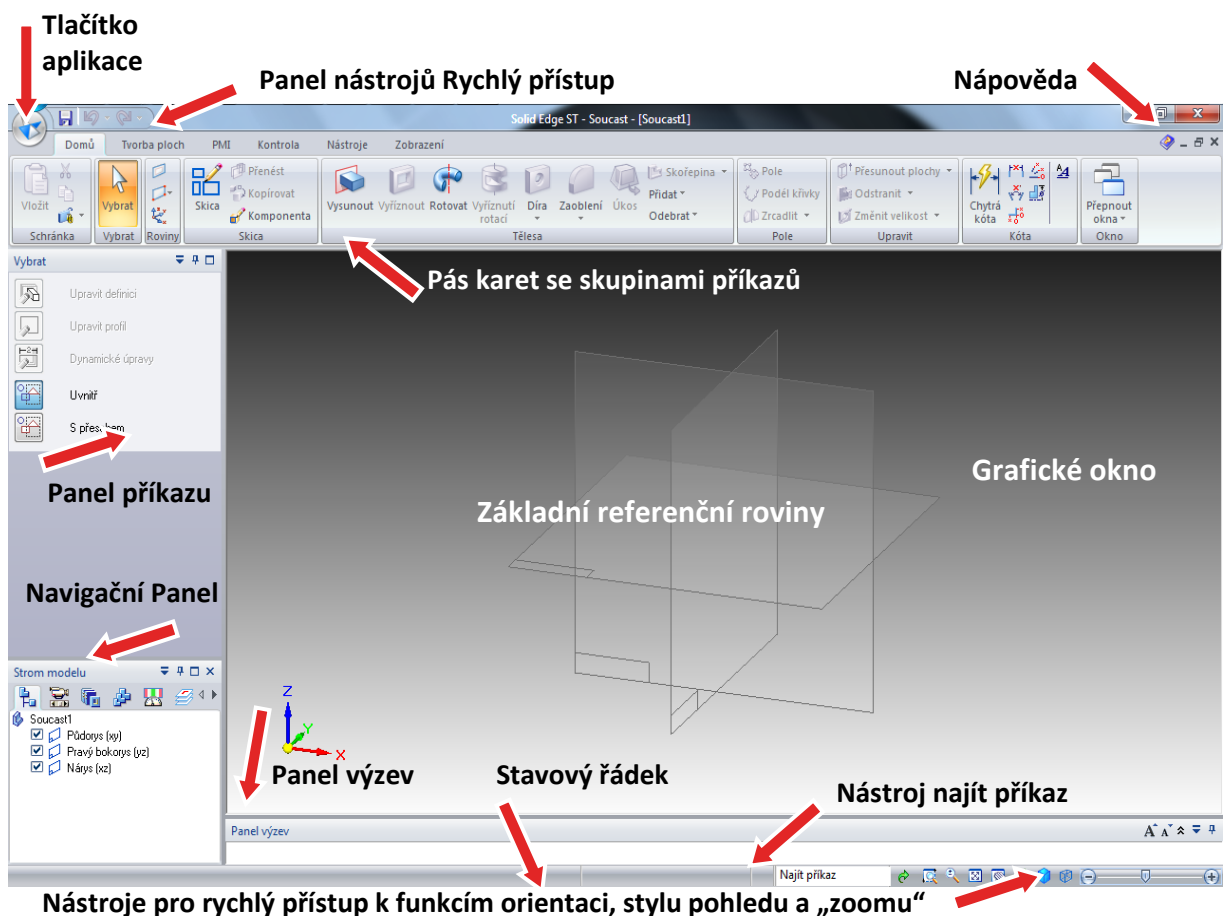 Tlačítko
aplikace
Panel nástrojů Rychlý přístup
Nápověda
Solid Edge ST - Soucast - [Soucast1]
Domů Tvorba ploch PMI Kontrola Nástroje Zobrazení
Přenést Skořepina Pole Přesunout plochy
Kopírovat Přidat Podél křivky Odstranit
Vložit Vybrat Skica Komponenta Vysunout Vyříznout Rotovat Vyříznutí rotací Díra Zaoblení Úkos Odebrat Zrcadlit Změnit velikost Chytrá kóta Přepnout okna
Schránka Vybrat Roviny Skica Tělesa Pole Upravit Kóta Okno
Vybrat
Pás karet se skupinami příkazů
Upravit definici
Upravit profil
Dynamické úpravy
Uvnitř
Panel příkazu
Grafické okno
Základní referenční roviny
Navigační Panel
Strom modelu
Soucast1
Půdorys (xy)
Pravý bokorys (yz)
Nárys (xz)
Z
Y
X
Panel výzev
Stavový řádek
Nástroj najít příkaz
Panel výzev
Najít příkaz
Nástroje pro rychlý přístup k funkcím orientaci, stylu pohledu a „zoomu“